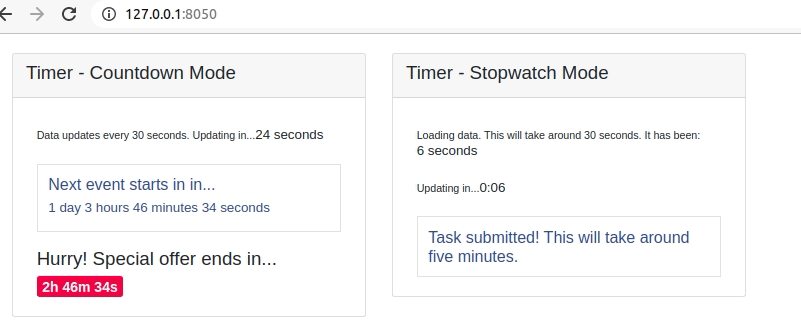 127.0.0.1:8050
Timer - Countdown Mode
Data updates every 30 seconds. Updating in...24 seconds
Next event starts in in...
1 day 3 hours 46 minutes 34 seconds
Hurry! Special offer ends in...
2h 46m 34s
Timer - Stopwatch Mode
Loading data. This will take around 30 seconds. It has been:
6 seconds
Updating in...0:06
Task submitted! This will take around
five minutes.